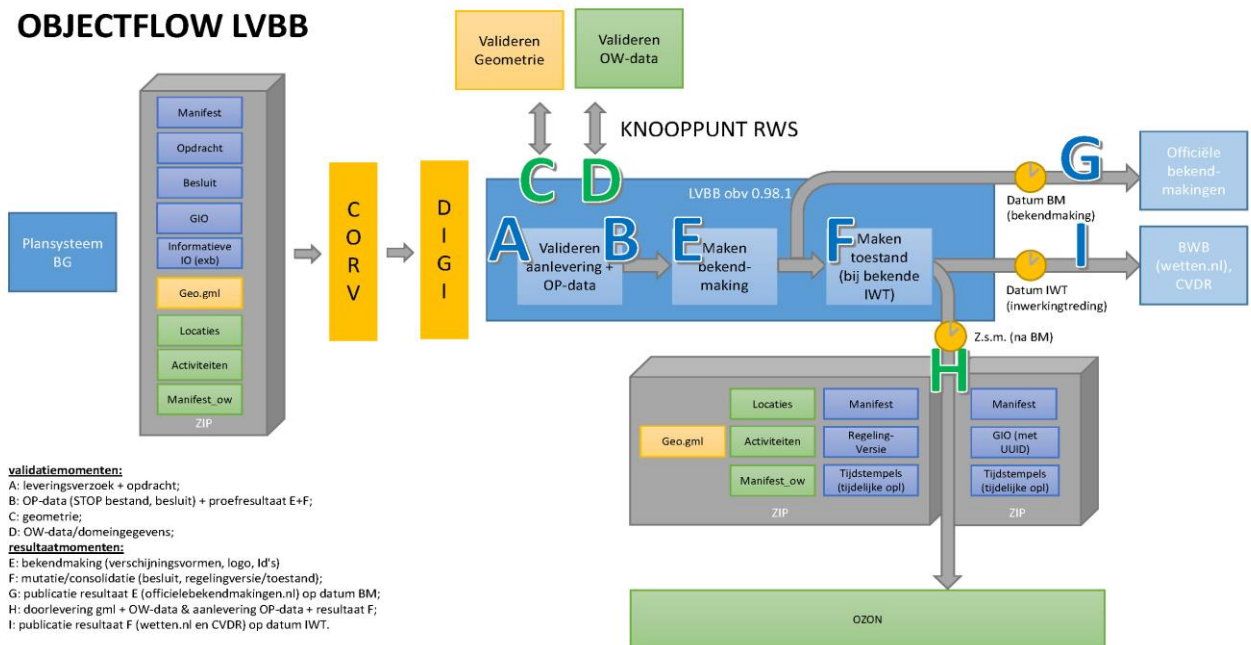 OBJECTFLOW LVBB
Valideren
Geometrie
Valideren
OW-data
KNOOPPUNT RWS
Plansysteem
BG
Manifest
Opdracht
Besluit
GIO
Informatieve
IO (exb)
Geo.gml
Locaties
Activiteiten
Manifest_ow
ZIP
C
O
R
V
D
I
G
I
C
D
LVBB obv 0.98.1
A
Valideren
aanlevering +
OP-data
B
E
Maken
bekend-
making
F
Maken
toestand
(bij bekende
IWT)
G
Datum BM
(bekendmaking)
Officiële
bekend-
makingen
I
Datum IWT
(inwerkingtreding)
BWB
(wetten.nl),
CVDR
Z.s.m. (na BM)
H
Geo.gml
Locaties
Activiteiten
Manifest_ow
Manifest
Regeling-
Versie
Tijdstempels
(tijdelijke opl)
ZIP
Manifest
GIO (met
UUID)
Tijdstempels
(tijdelijke opl)
ZIP
OZON
validatiemomenten:
A: leveringsverzoek + opdracht;
B: OP-data (STOP bestand, besluit) + proefresultaat E+F;
C: geometrie;
D: OW-data/domeingegevens;
resultaatmomenten:
E: bekendmaking (verschijningsvormen, logo, Id's)
F: mutatie/consolidatie (besluit, regelingversie/toestand);
G: publicatie resultaat E (officielebekendmakingen.nl) op datum BM;
H: doorlevering gml + OW-data & aanlevering OP-data + resultaat F;
I: publicatie resultaat F (wetten.nl en CVDR) op datum IWT.